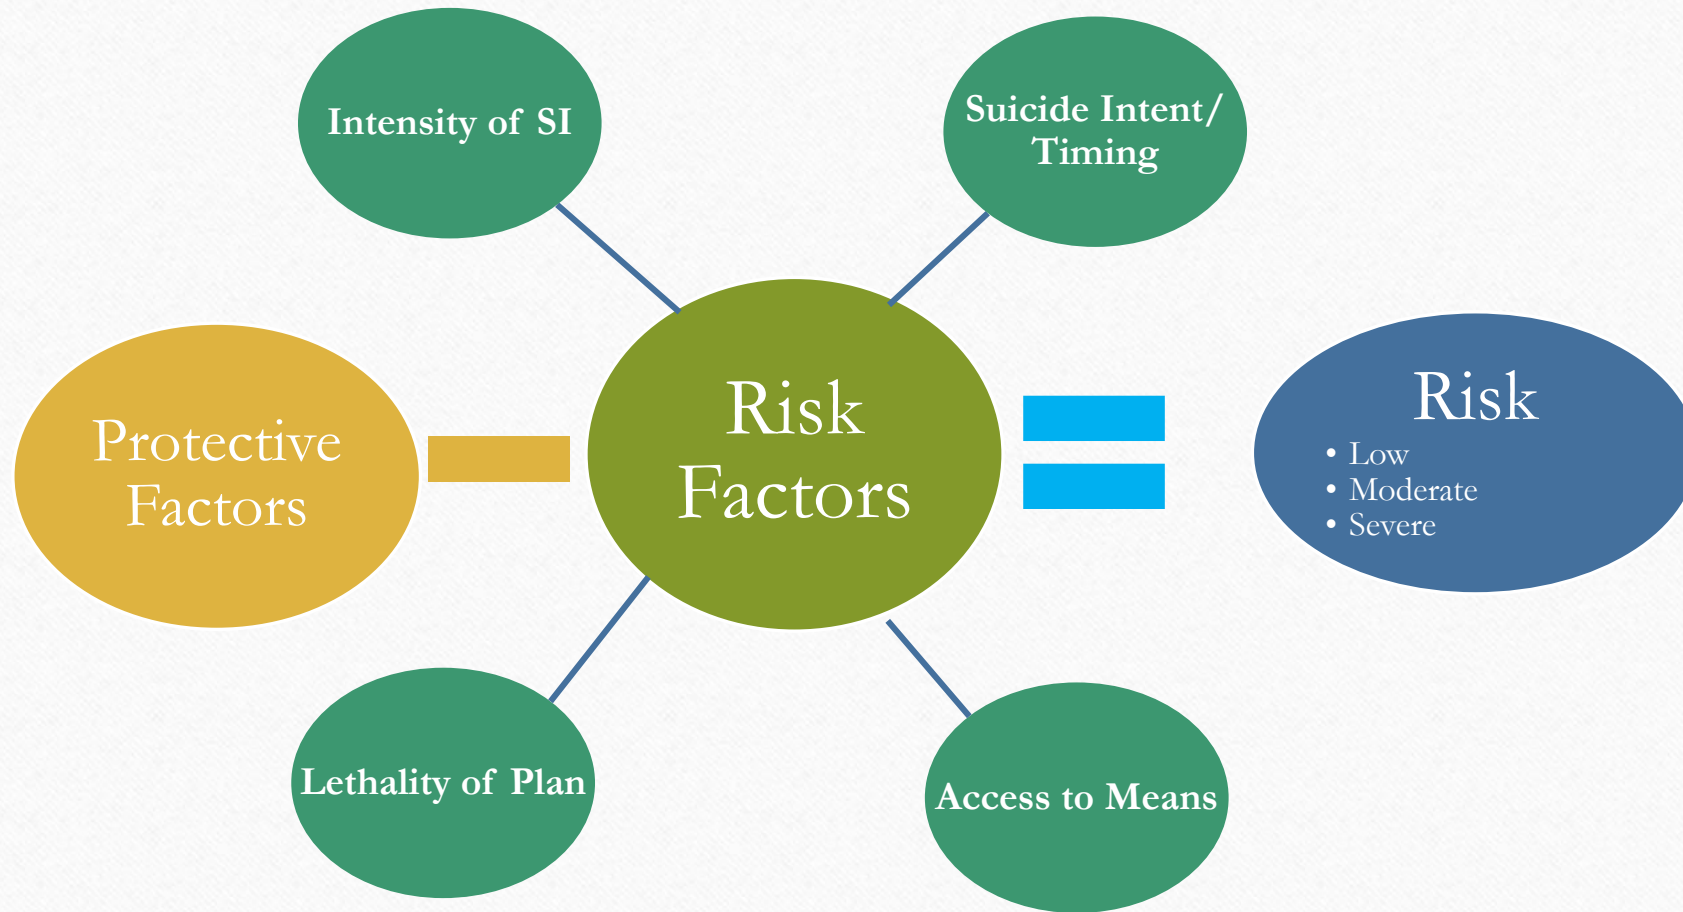 Intensity of SI
Suicide Intent/
Timing
Protective
Factors
Risk
Factors
Risk
• Low
• Moderate
• Severe
Lethality of Plan
Access to Means